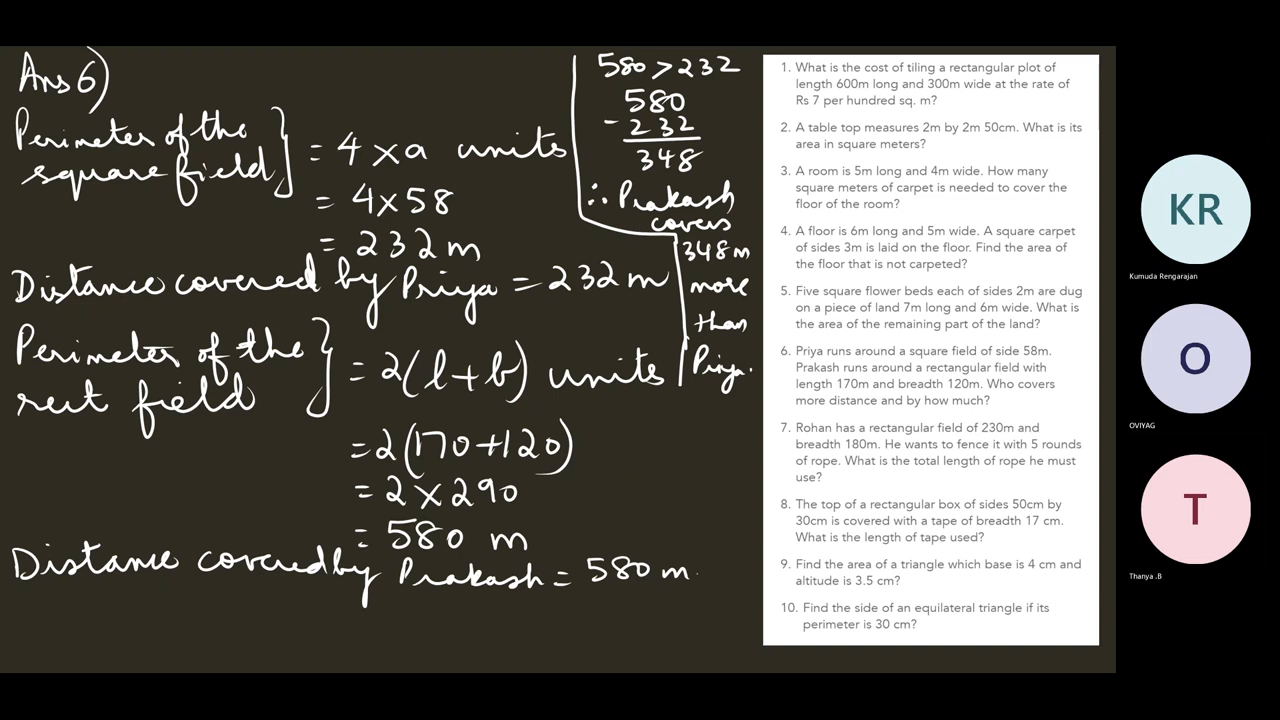 Ans 6)
Perimeter of the
square field } = 4 × a units
= 4 × 58
= 232 m
Distance covered by Priya = 232 m
Perimeter of the
rect field } = 2(l + b) units
= 2(170 + 120)
= 2 × 290
= 580 m
Distance covered by Prakash = 580 m.
580 > 232
580
- 232
348
∴ Prakash
covers
348 m
more
than
Priya.
1. What is the cost of tiling a rectangular plot of
length 600m long and 300m wide at the rate of
Rs 7 per hundred sq. m?
2. A table top measures 2m by 2m 50cm. What is its
area in square meters?
3. A room is 5m long and 4m wide. How many
square meters of carpet is needed to cover the
floor of the room?
4. A floor is 6m long and 5m wide. A square carpet
of sides 3m is laid on the floor. Find the area of
the floor that is not carpeted?
5. Five square flower beds each of sides 2m are dug
on a piece of land 7m long and 6m wide. What is
the area of the remaining part of the land?
6. Priya runs around a square field of side 58m.
Prakash runs around a rectangular field with
length 170m and breadth 120m. Who covers
more distance and by how much?
7. Rohan has a rectangular field of 230m and
breadth 180m. He wants to fence it with 5 rounds
of rope. What is the total length of rope he must
use?
8. The top of a rectangular box of sides 50cm by
30cm is covered with a tape of breadth 17 cm.
What is the length of tape used?
9. Find the area of a triangle which base is 4 cm and
altitude is 3.5 cm?
10. Find the side of an equilateral triangle if its
perimeter is 30 cm?
KR
Kumuda Rengarajan
O
OVIYAG
T
Thanya .B